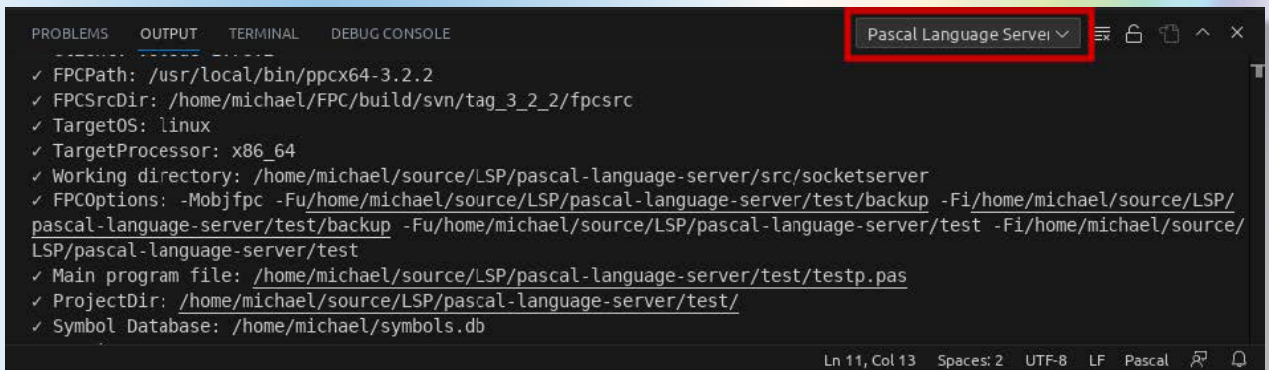 PROBLEMS OUTPUT TERMINAL DEBUG CONSOLE Pascal Language Server
✓ FPCPath: /usr/local/bin/ppcx64-3.2.2
✓ FPCSrcDir: /home/michael/FPC/build/svn/tag_3_2_2/fpcsrc
✓ TargetOS: linux
✓ TargetProcessor: x86_64
✓ Working directory: /home/michael/source/LSP/pascal-language-server/src/socketserver
✓ FPCOptions: -Mobjfpc -Fu/home/michael/source/LSP/pascal-language-server/test/backup -Fi/home/michael/source/LSP/
pascal-language-server/test/backup -Fu/home/michael/source/LSP/pascal-language-server/test -Fi/home/michael/source/
LSP/pascal-language-server/test
✓ Main program file: /home/michael/source/LSP/pascal-language-server/test/testp.pas
✓ ProjectDir: /home/michael/source/LSP/pascal-language-server/test/
✓ Symbol Database: /home/michael/symbols.db
Ln 11, Col 13 Spaces: 2 UTF-8 LF Pascal